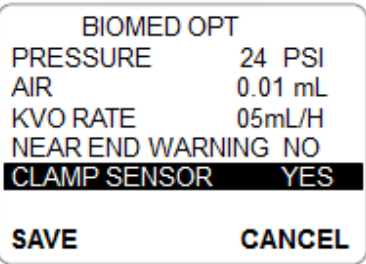 BIOMED OPT
PRESSURE 24 PSI
AIR 0.01 mL
KVO RATE 05mL/H
NEAR END WARNING NO
CLAMP SENSOR YES
SAVE CANCEL